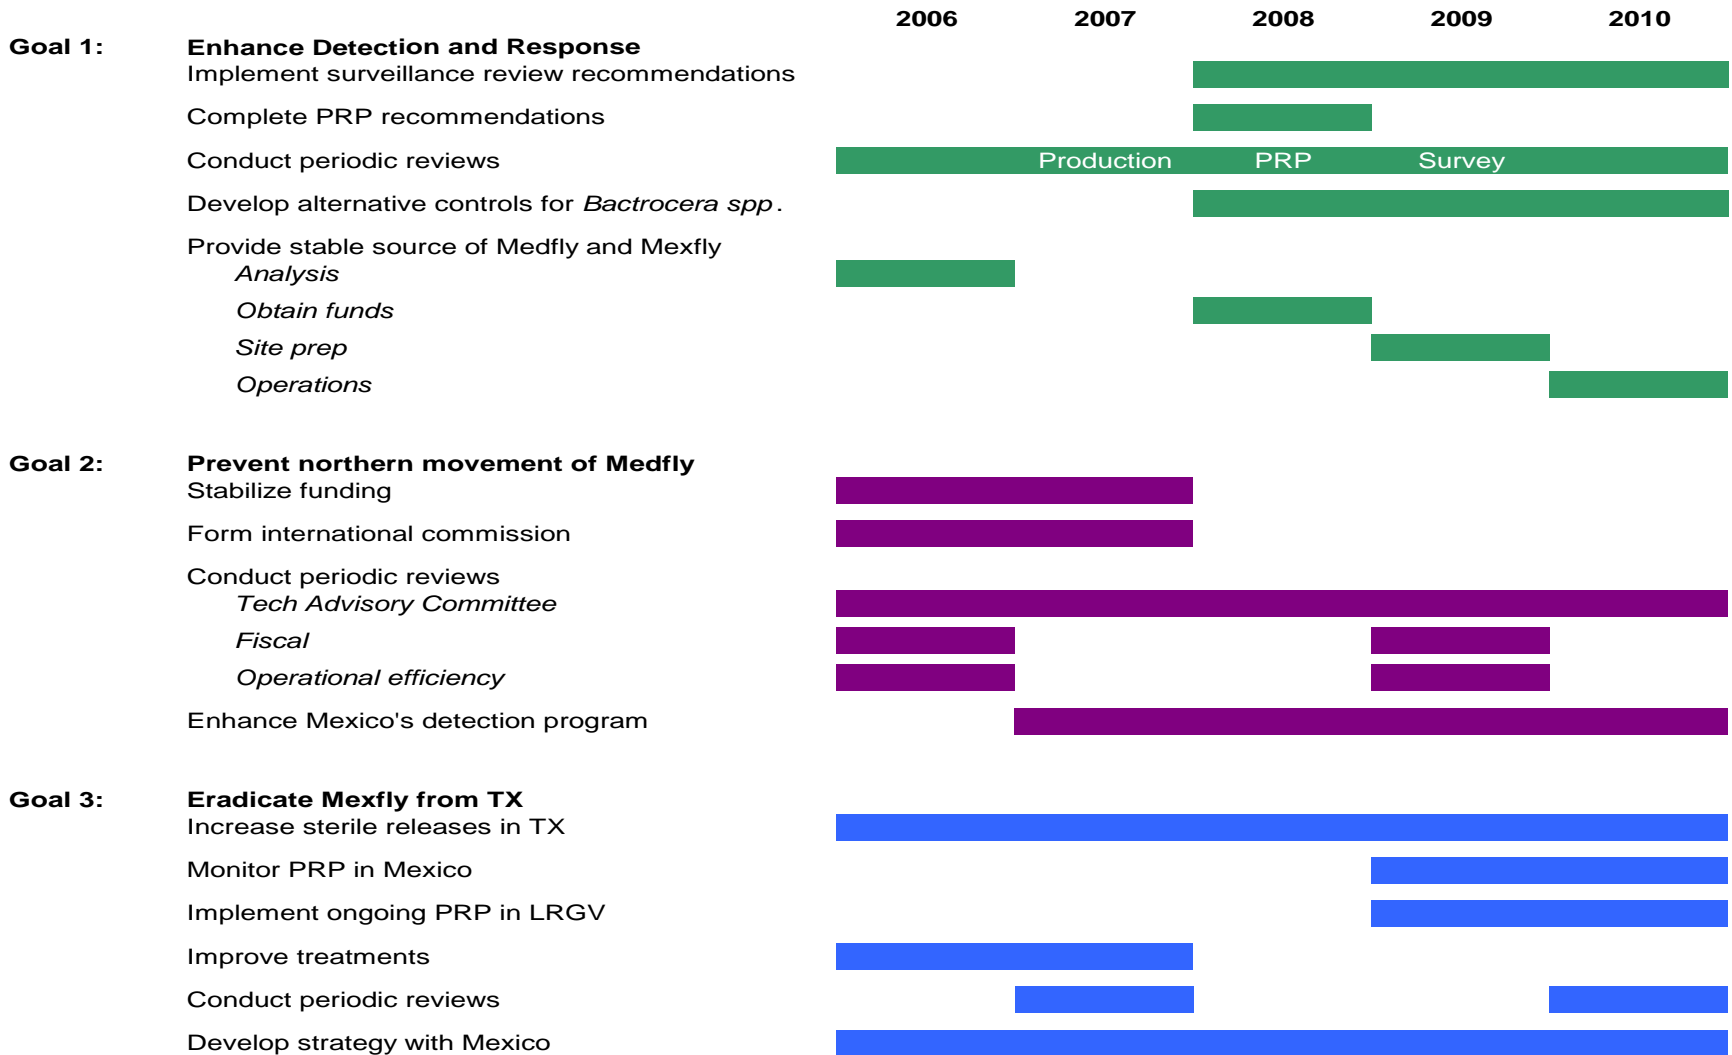 2006 2007 2008 2009 2010
Goal 1: Enhance Detection and Response
Implement surveillance review recommendations
Complete PRP recommendations
Conduct periodic reviews Production PRP Survey
Develop alternative controls for Bactrocera spp.
Provide stable source of Medfly and Mexfly
Analysis
Obtain funds
Site prep
Operations
Goal 2: Prevent northern movement of Medfly
Stabilize funding
Form international commission
Conduct periodic reviews
Tech Advisory Committee
Fiscal
Operational efficiency
Enhance Mexico's detection program
Goal 3: Eradicate Mexfly from TX
Increase sterile releases in TX
Monitor PRP in Mexico
Implement ongoing PRP in LRGV
Improve treatments
Conduct periodic reviews
Develop strategy with Mexico